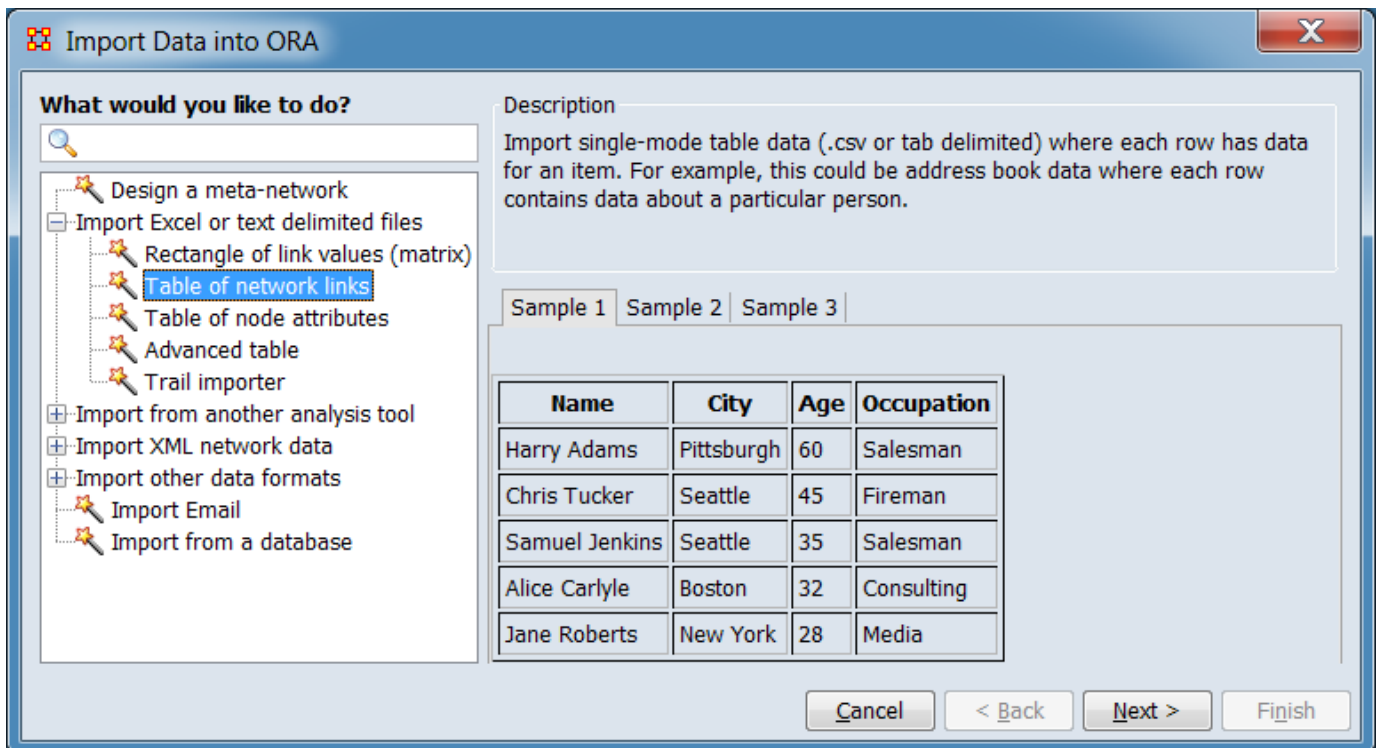 Import Data into ORA
X
What would you like to do?
Design a meta-network
Import Excel or text delimited files
Rectangle of link values (matrix)
Table of network links
Table of node attributes
Advanced table
Trail importer
Import from another analysis tool
Import XML network data
Import other data formats
Import Email
Import from a database
Description
Import single-mode table data (.csv or tab delimited) where each row has data
for an item. For example, this could be address book data where each row
contains data about a particular person.
Sample 1 Sample 2 Sample 3
Name City Age Occupation
Harry Adams Pittsburgh 60 Salesman
Chris Tucker Seattle 45 Fireman
Samuel Jenkins Seattle 35 Salesman
Alice Carlyle Boston 32 Consulting
Jane Roberts New York 28 Media
Cancel < Back Next > Finish